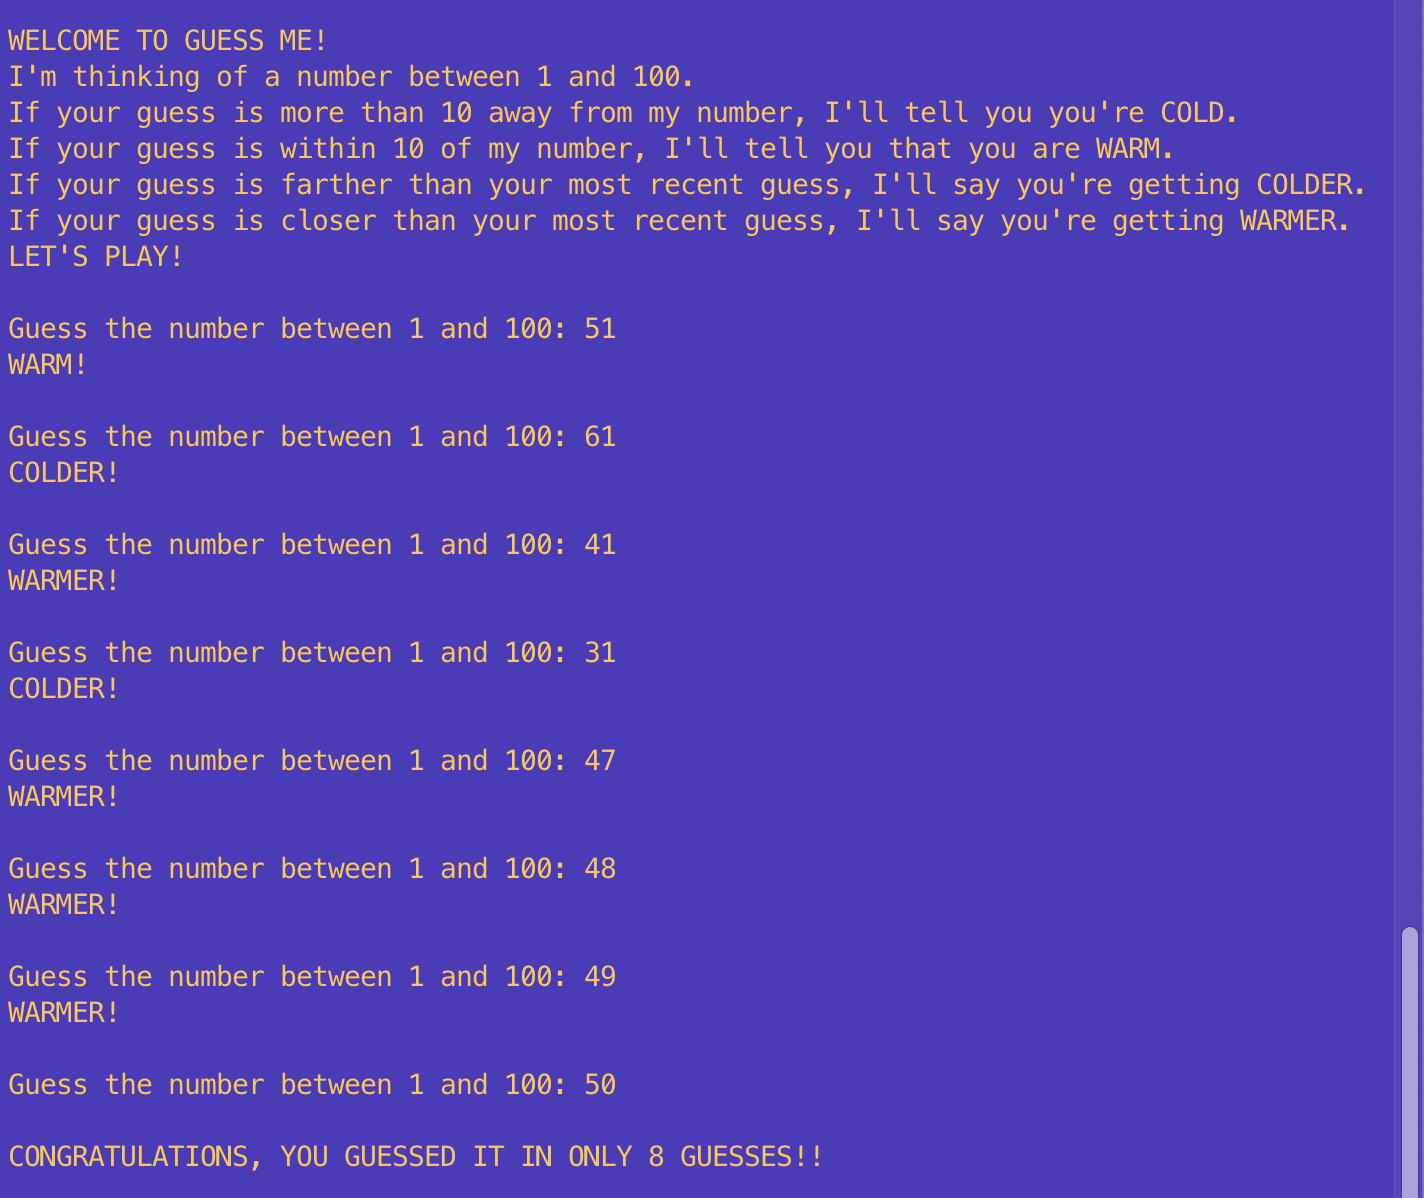 WELCOME TO GUESS ME!
I'm thinking of a number between 1 and 100.
If your guess is more than 10 away from my number, I'll tell you you're COLD.
If your guess is within 10 of my number, I'll tell you that you are WARM.
If your guess is farther than your most recent guess, I'll say you're getting COLDER.
If your guess is closer than your most recent guess, I'll say you're getting WARMER.
LET'S PLAY!
Guess the number between 1 and 100: 51
WARM!
Guess the number between 1 and 100: 61
COLDER!
Guess the number between 1 and 100: 41
WARMER!
Guess the number between 1 and 100: 31
COLDER!
Guess the number between 1 and 100: 47
WARMER!
Guess the number between 1 and 100: 48
WARMER!
Guess the number between 1 and 100: 49
WARMER!
Guess the number between 1 and 100: 50
CONGRATULATIONS, YOU GUESSED IT IN ONLY 8 GUESSES!!